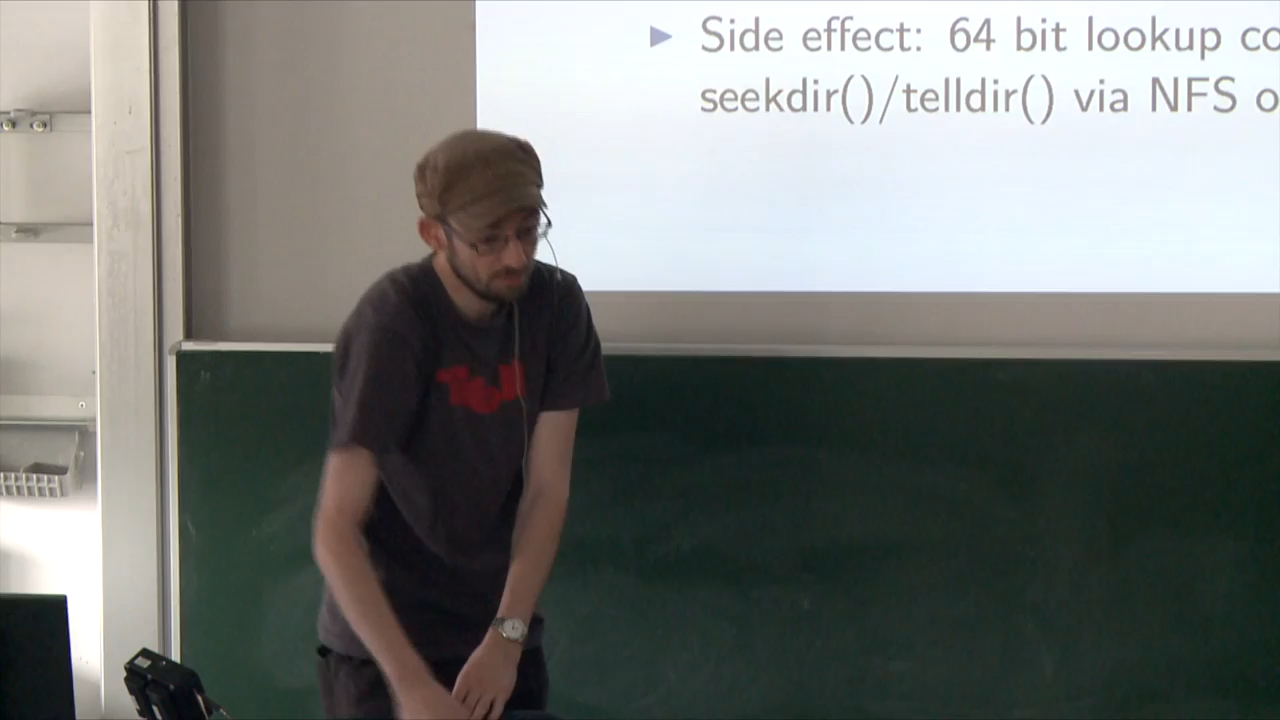 Side effect: 64 bit lookup co
seekdir()/telldir() via NFS o